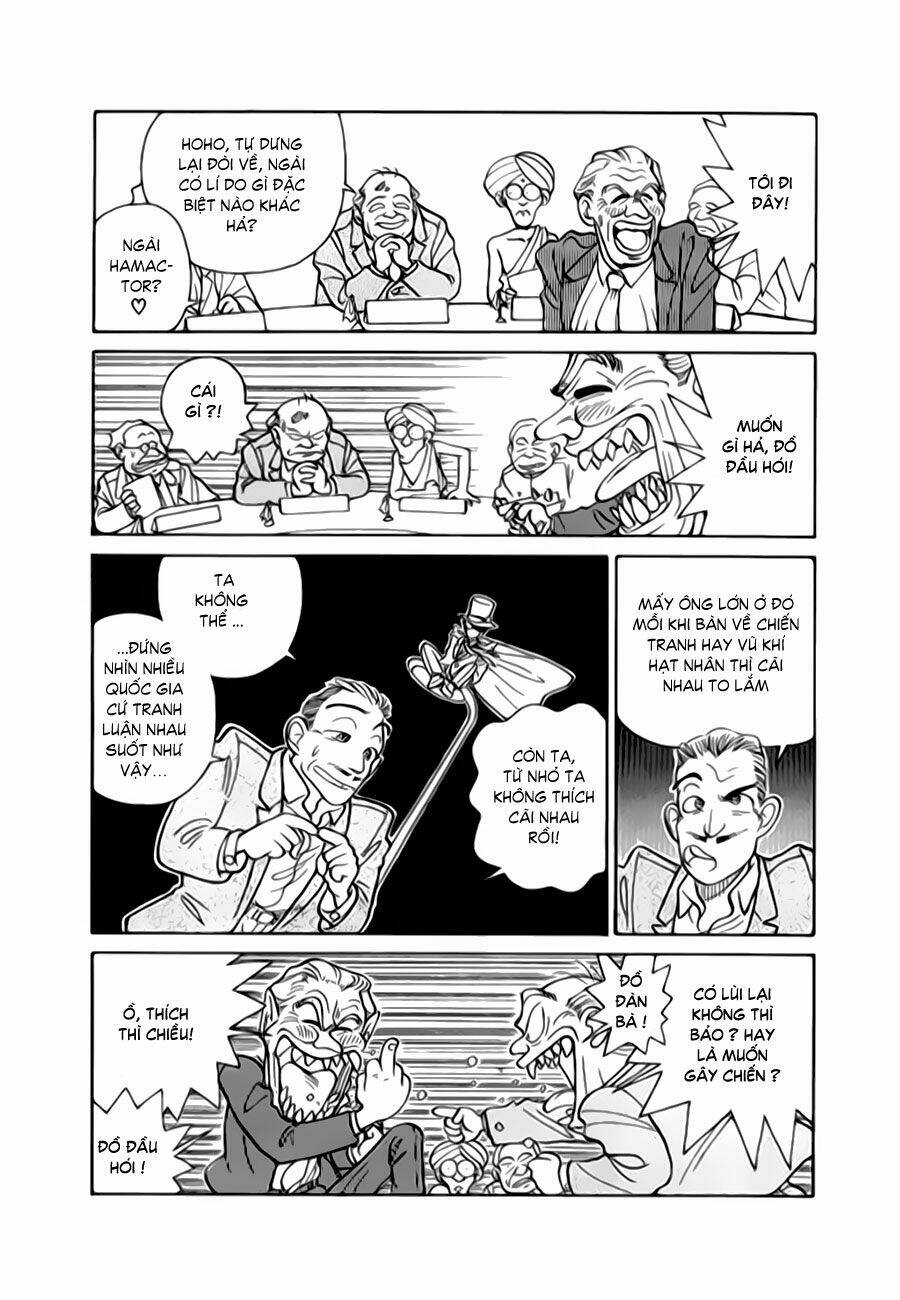 TÔI ĐI
ĐÂY!
HOHO, TỰ DƯNG
LẠI ĐÒI VỀ, NGÀI
CÓ LÍ DO GÌ ĐẶC
BIỆT NÀO KHÁC
HẢ?
NGÀI
HAMAC-
TOR?
♡
MUỐN
GÌ HẢ, ĐỒ
ĐẦU HÓI!
CÁI
GÌ ?!
MẤY ÔNG LỚN Ở ĐÓ
MỖI KHI BÀN VỀ CHIẾN
TRANH HAY VŨ KHÍ
HẠT NHÂN THÌ CÃI
NHAU TO LẮM
CÒN TA,
TỪ NHỎ TA
KHÔNG THÍCH
CÃI NHAU
RỒI!
TA
KHÔNG
THỂ ...
...ĐỨNG
NHÌN NHIỀU
QUỐC GIA
CỨ TRANH
LUẬN NHAU
SUỐT NHƯ
VẬY...
CÓ LÙI LẠI
KHÔNG THÌ
BẢO ? HAY
LÀ MUỐN
GÂY CHIẾN ?
ĐỒ
ĐÀN
BÀ !
Ồ, THÍCH
THÌ CHIỀU!
ĐỒ ĐẦU
HÓI !